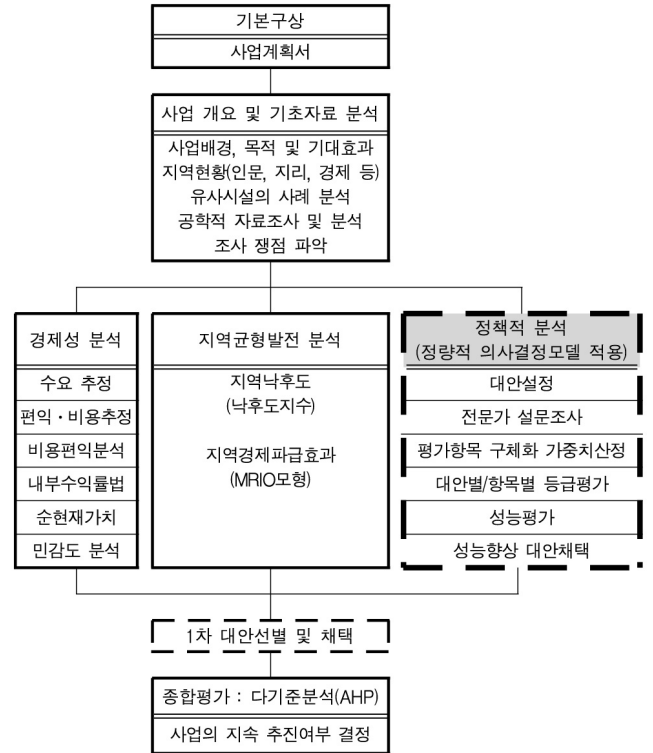 기본구상
사업계획서
사업 개요 및 기초자료 분석
사업배경, 목적 및 기대효과
지역현황(인문, 지리, 경제 등)
유사시설의 사례 분석
공학적 자료조사 및 분석
조사 쟁점 파악
경제성 분석
수요 추정
편익·비용추정
비용편익분석
내부수익률법
순현재가치
민감도 분석
지역균형발전 분석
지역낙후도
(낙후도지수)
지역경제파급효과
(MRIO모형)
정책적 분석
(정량적 의사결정모델 적용)
대안설정
전문가 설문조사
평가항목 구체화 가중치산정
대안별/항목별 등급평가
성능평가
성능향상 대안채택
1차 대안선별 및 채택
종합평가 : 다기준분석(AHP)
사업의 지속 추진여부 결정